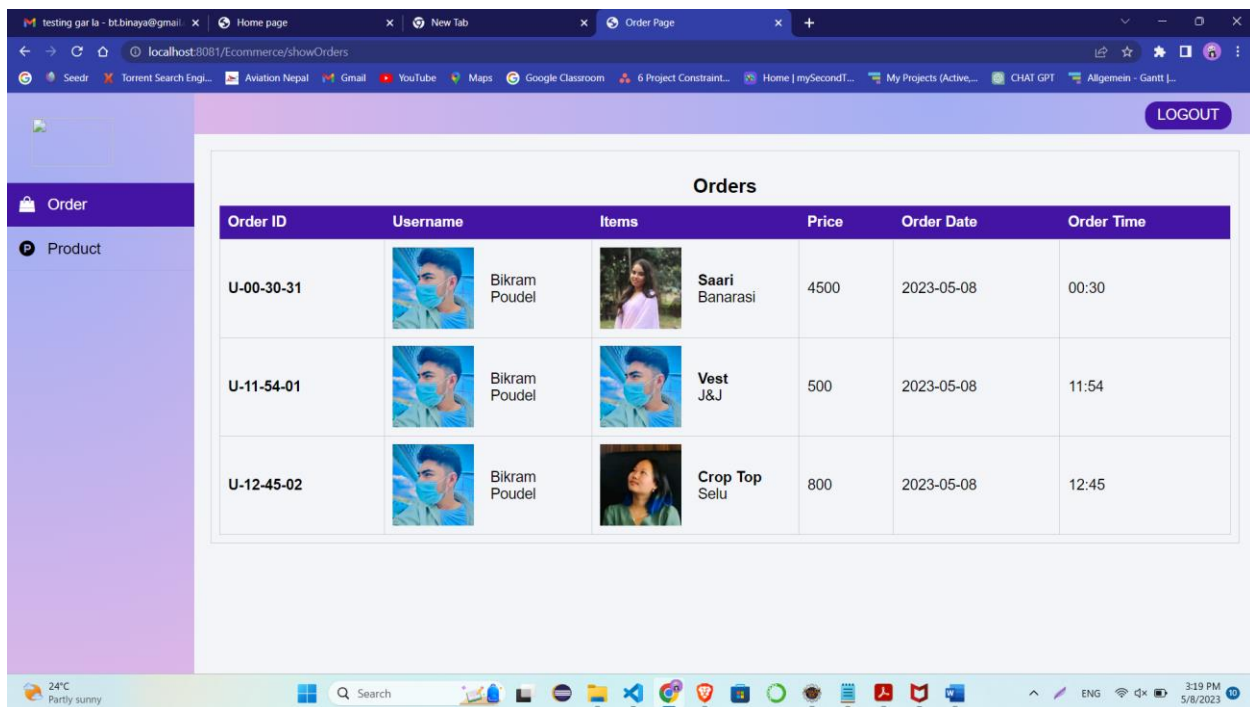 testing gar la - bt.binaya@gmail.
Home page
New Tab
Order Page
localhost:8081/Ecommerce/showOrders
Seedr
Torrent Search Engi...
Aviation Nepal
Gmail
YouTube
Maps
Google Classroom
6 Project Constraint...
Home | mySecondT...
My Projects (Active,...
CHAT GPT
Allgemein - Gantt |...
LOGOUT
Order
Product
Orders
Order ID Username Items Price Order Date Order Time
U-00-30-31
Bikram
Poudel
Saari
Banarasi
4500
2023-05-08
00:30
U-11-54-01
Bikram
Poudel
Vest
J&J
500
2023-05-08
11:54
U-12-45-02
Bikram
Poudel
Crop Top
Selu
800
2023-05-08
12:45
24°C
Partly sunny
Search
ENG
3:19 PM
5/8/2023
10